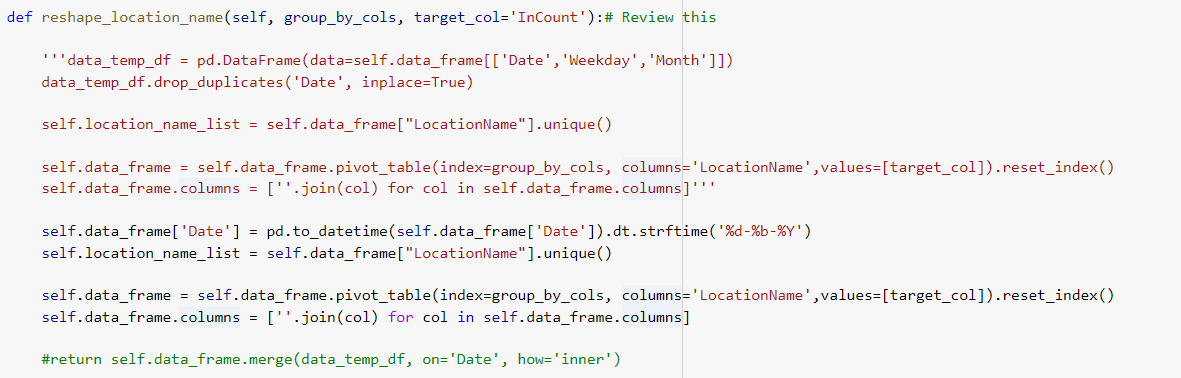 def reshape_location_name(self, group_by_cols, target_col='InCount'):# Review this
'''data_temp_df = pd.DataFrame(data=self.data_frame[['Date','Weekday','Month']])
data_temp_df.drop_duplicates('Date', inplace=True)
self.location_name_list = self.data_frame["LocationName"].unique()
self.data_frame = self.data_frame.pivot_table(index=group_by_cols, columns='LocationName',values=[target_col]).reset_index()
self.data_frame.columns = [''.join(col) for col in self.data_frame.columns]'''
self.data_frame['Date'] = pd.to_datetime(self.data_frame['Date']).dt.strftime('%d-%b-%Y')
self.location_name_list = self.data_frame["LocationName"].unique()
self.data_frame = self.data_frame.pivot_table(index=group_by_cols, columns='LocationName',values=[target_col]).reset_index()
self.data_frame.columns = [''.join(col) for col in self.data_frame.columns]
#return self.data_frame.merge(data_temp_df, on='Date', how='inner')